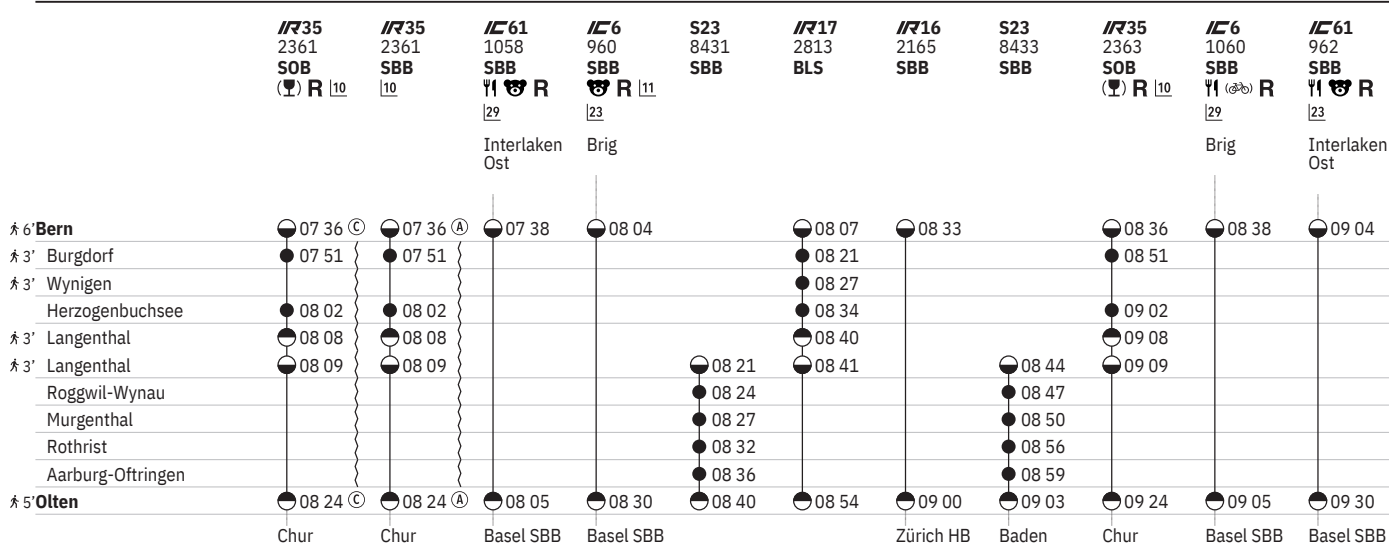 IR35 IR35 IC61 IC6 S23 IR17 IR16 S23 IR35 IC6 IC61
2361 2361 1058 960 8431 2813 2165 8433 2363 1060 962
SOB SBB SBB SBB SBB BLS SBB SBB SOB SBB SBB
( ) R 10 10 R R 11 ( ) R 10 ( ) R R
29 23 29 23
Interlaken Ost Brig Brig Interlaken Ost
6' Bern 07 36 Ⓒ 07 36 Ⓐ 07 38 08 04 08 07 08 33 08 36 08 38 09 04
3' Burgdorf 07 51 07 51 08 21 08 51
3' Wynigen 08 27
Herzogenbuchsee 08 02 08 02 08 34 09 02
3' Langenthal 08 08 08 08 08 40 09 08
3' Langenthal 08 09 08 09 08 21 08 41 08 44 09 09
Roggwil-Wynau 08 24 08 47
Murgenthal 08 27 08 50
Rothrist 08 32 08 56
Aarburg-Oftringen 08 36 08 59
5' Olten 08 24 Ⓒ 08 24 Ⓐ 08 05 08 30 08 40 08 54 09 00 09 03 09 24 09 05 09 30
Chur Chur Basel SBB Basel SBB Zürich HB Baden Chur Basel SBB Basel SBB